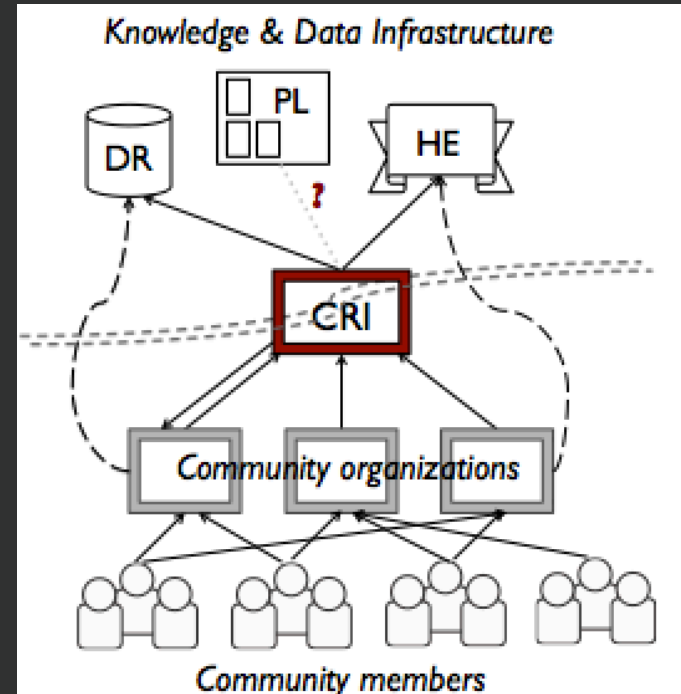 Knowledge & Data Infrastructure
PL
DR
HE
?
CRI
Community organizations
Community members